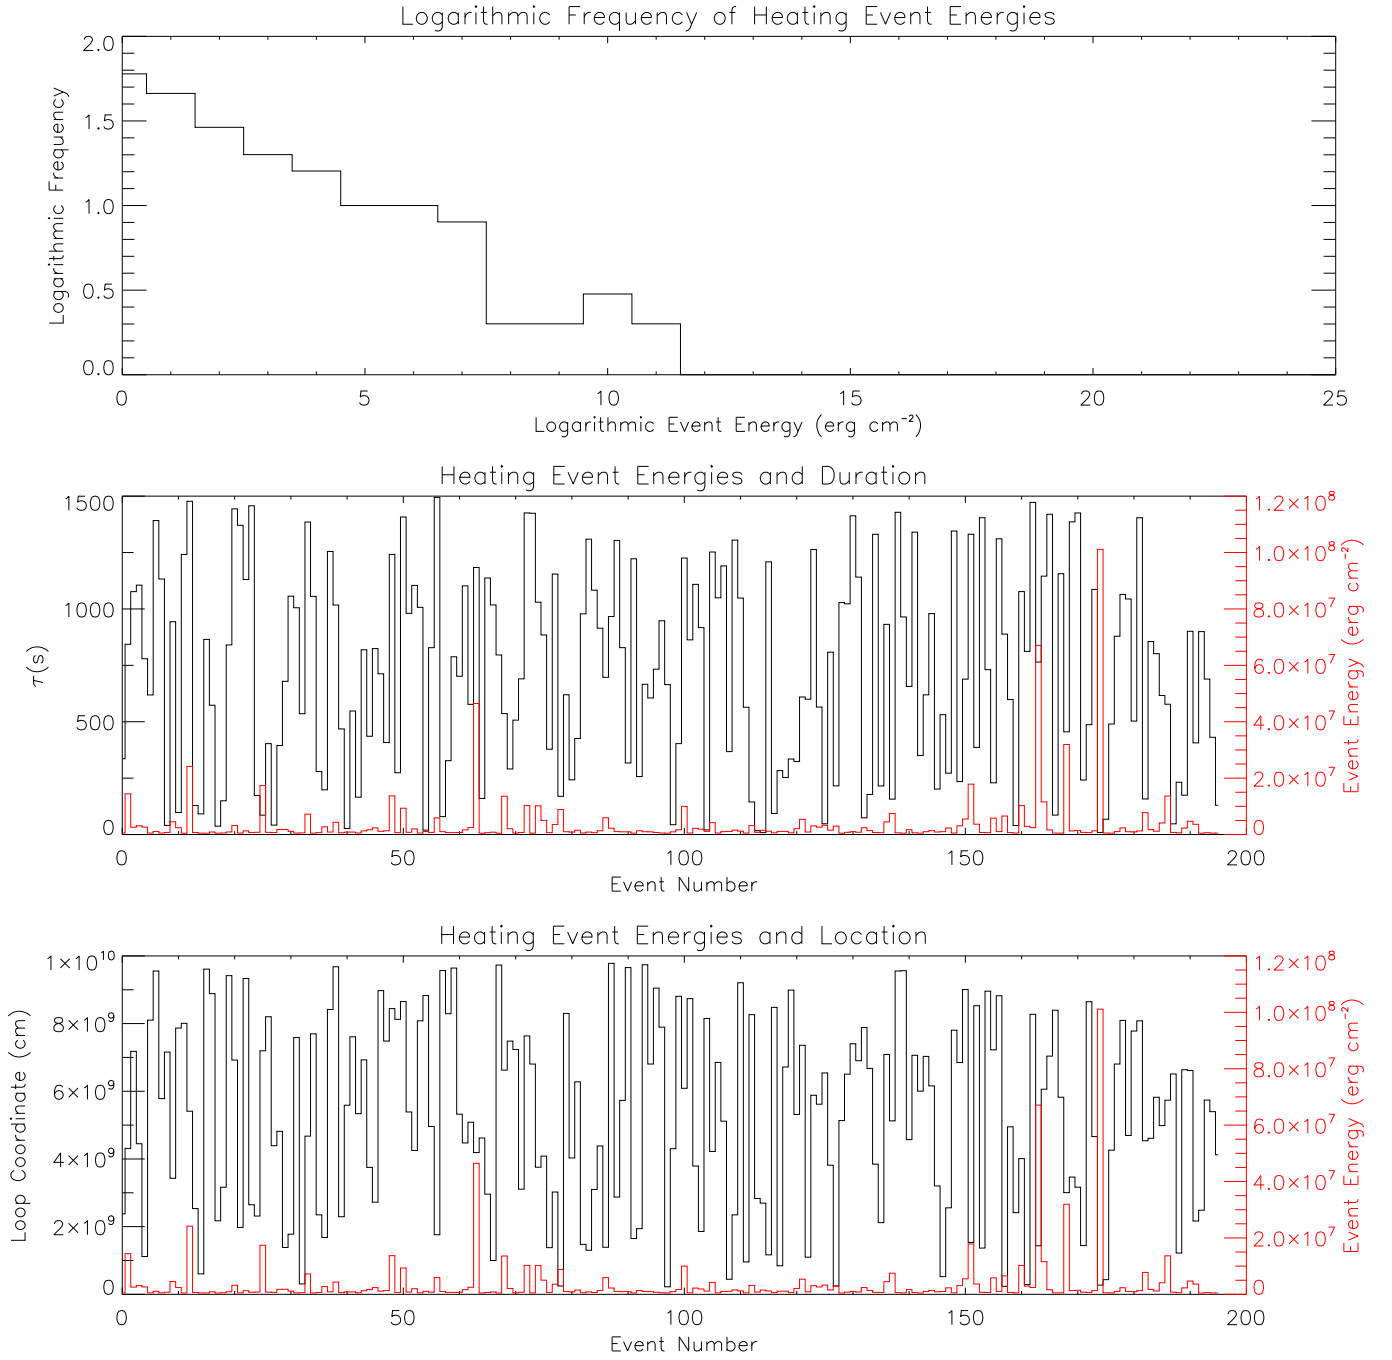 Logarithmic Frequency of Heating Event Energies
2.0
1.5
1.0
0.5
0.0
Logarithmic Frequency
0 5 10 15 20 25
Logarithmic Event Energy (erg cm⁻²)
Heating Event Energies and Duration
1500
1000
500
0
τ(s)
1.2×10⁸
1.0×10⁸
8.0×10⁷
6.0×10⁷
4.0×10⁷
2.0×10⁷
0
Event Energy (erg cm⁻²)
0 50 100 150 200
Event Number
Heating Event Energies and Location
1×10¹⁰
8×10⁹
6×10⁹
4×10⁹
2×10⁹
0
Loop Coordinate (cm)
1.2×10⁸
1.0×10⁸
8.0×10⁷
6.0×10⁷
4.0×10⁷
2.0×10⁷
0
Event Energy (erg cm⁻²)
0 50 100 150 200
Event Number